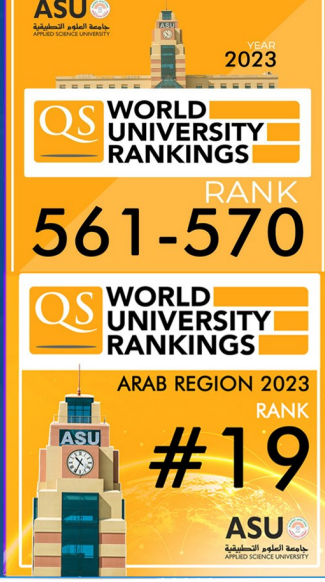 ASU
جامعة العلوم التطبيقية
APPLIED SCIENCE UNIVERSITY
ASU
YEAR
2023
QS
WORLD
UNIVERSITY
RANKINGS
RANK
561-570
QS
WORLD
UNIVERSITY
RANKINGS
ARAB REGION 2023
RANK
#19
ASU
ASU
جامعة العلوم التطبيقية
APPLIED SCIENCE UNIVERSITY